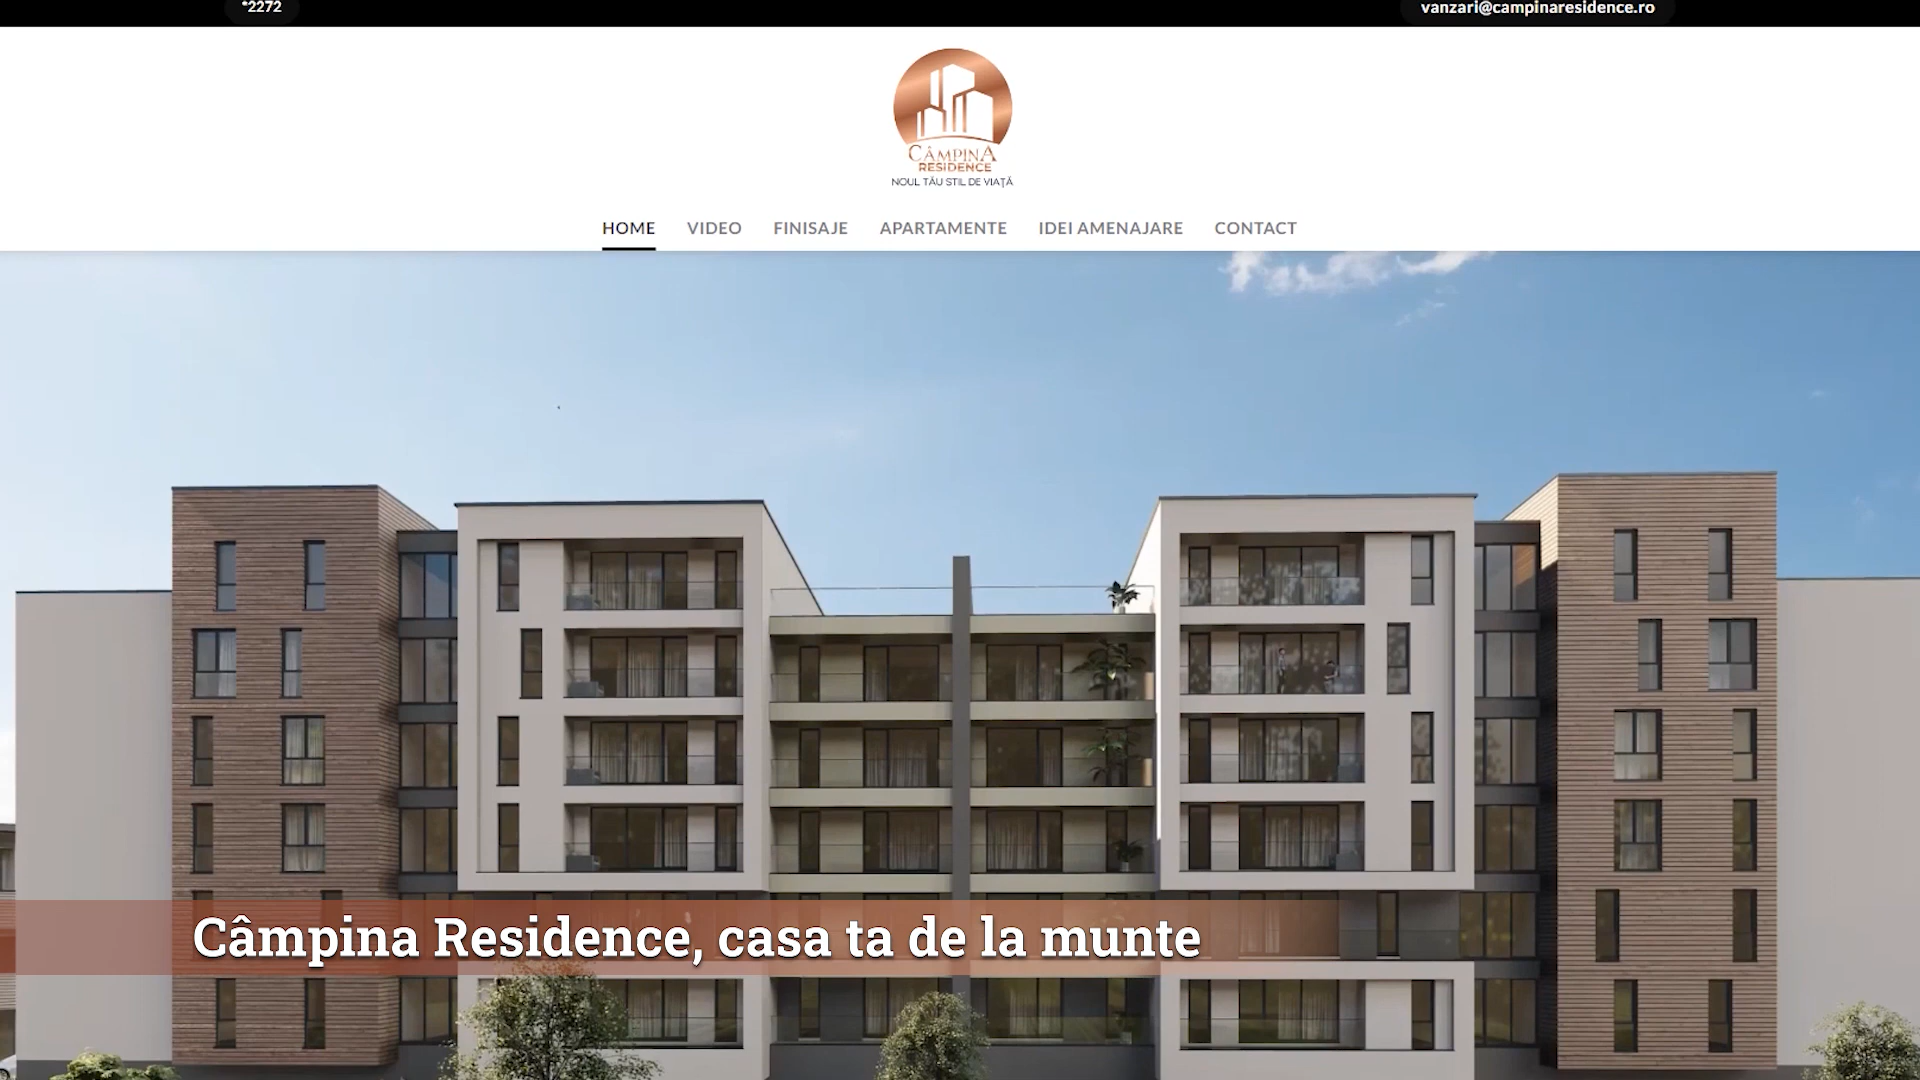 *2272
vanzari@campinaresidence.ro
CÂMPINA
RESIDENCE
NOUL TĂU STIL DE VIAȚĂ
HOME VIDEO FINISAJE APARTAMENTE IDEI AMENAJARE CONTACT
Câmpina Residence, casa ta de la munte